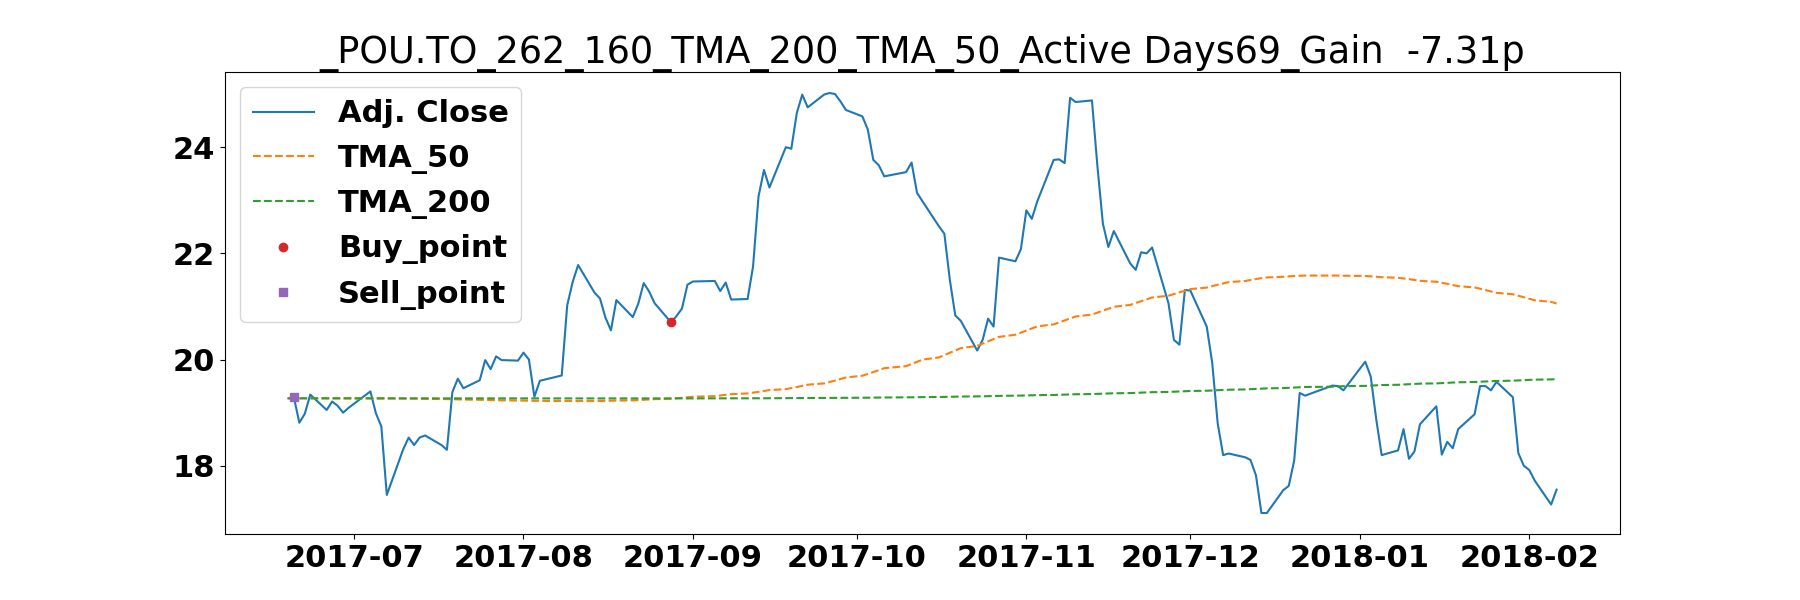 _POU.TO_262_160_TMA_200_TMA_50_Active Days69_Gain  -7.31p
Adj. Close
TMA_50
TMA_200
Buy_point
Sell_point
24
22
20
18
2017-07 2017-08 2017-09 2017-10 2017-11 2017-12 2018-01 2018-02